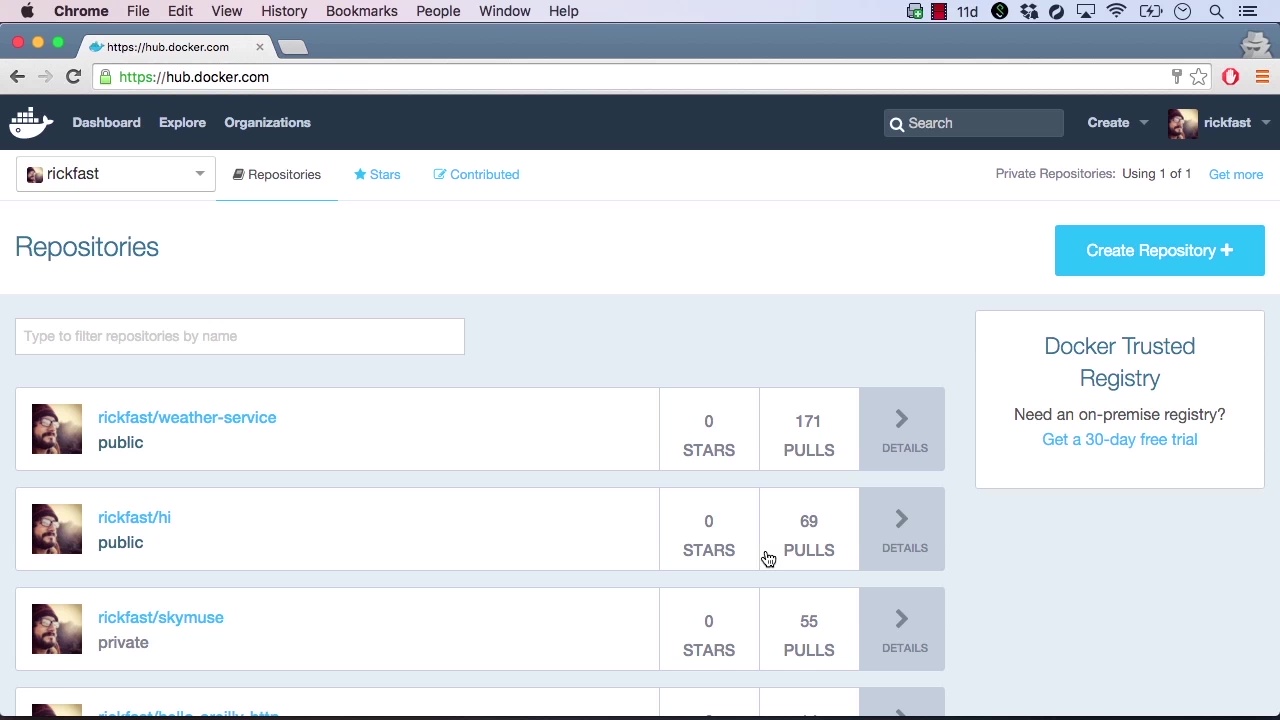 Chrome File Edit View History Bookmarks People Window Help 11d
https://hub.docker.com
https://hub.docker.com
Dashboard Explore Organizations Search Create rickfast
rickfast Repositories Stars Contributed Private Repositories: Using 1 of 1 Get more
Repositories
Create Repository
Type to filter repositories by name
rickfast/weather-service
public
0
STARS
171
PULLS
DETAILS
rickfast/hi
public
0
STARS
69
PULLS
DETAILS
rickfast/skymuse
private
0
STARS
55
PULLS
DETAILS
Docker Trusted
Registry
Need an on-premise registry?
Get a 30-day free trial